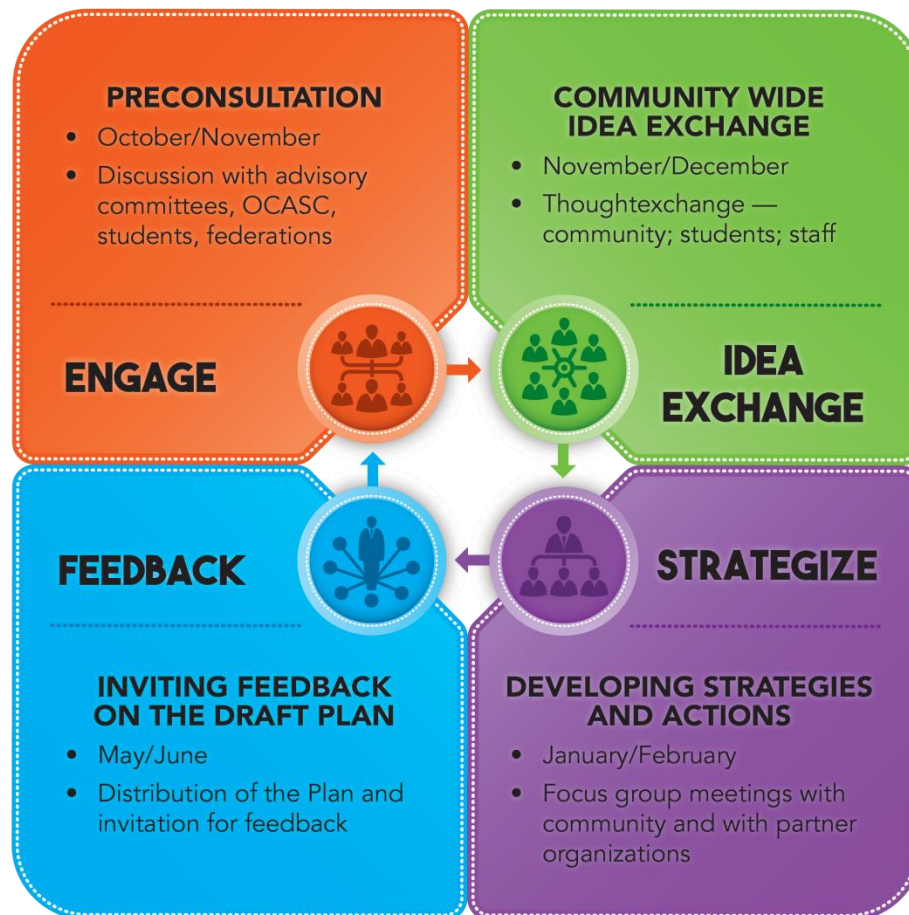 PRECONSULTATION
• October/November
• Discussion with advisory
committees, OCASC,
students, federations
ENGAGE
COMMUNITY WIDE
IDEA EXCHANGE
• November/December
• Thoughtexchange —
community; students; staff
IDEA
EXCHANGE
FEEDBACK
INVITING FEEDBACK
ON THE DRAFT PLAN
• May/June
• Distribution of the Plan and
invitation for feedback
STRATEGIZE
DEVELOPING STRATEGIES
AND ACTIONS
• January/February
• Focus group meetings with
community and with partner
organizations